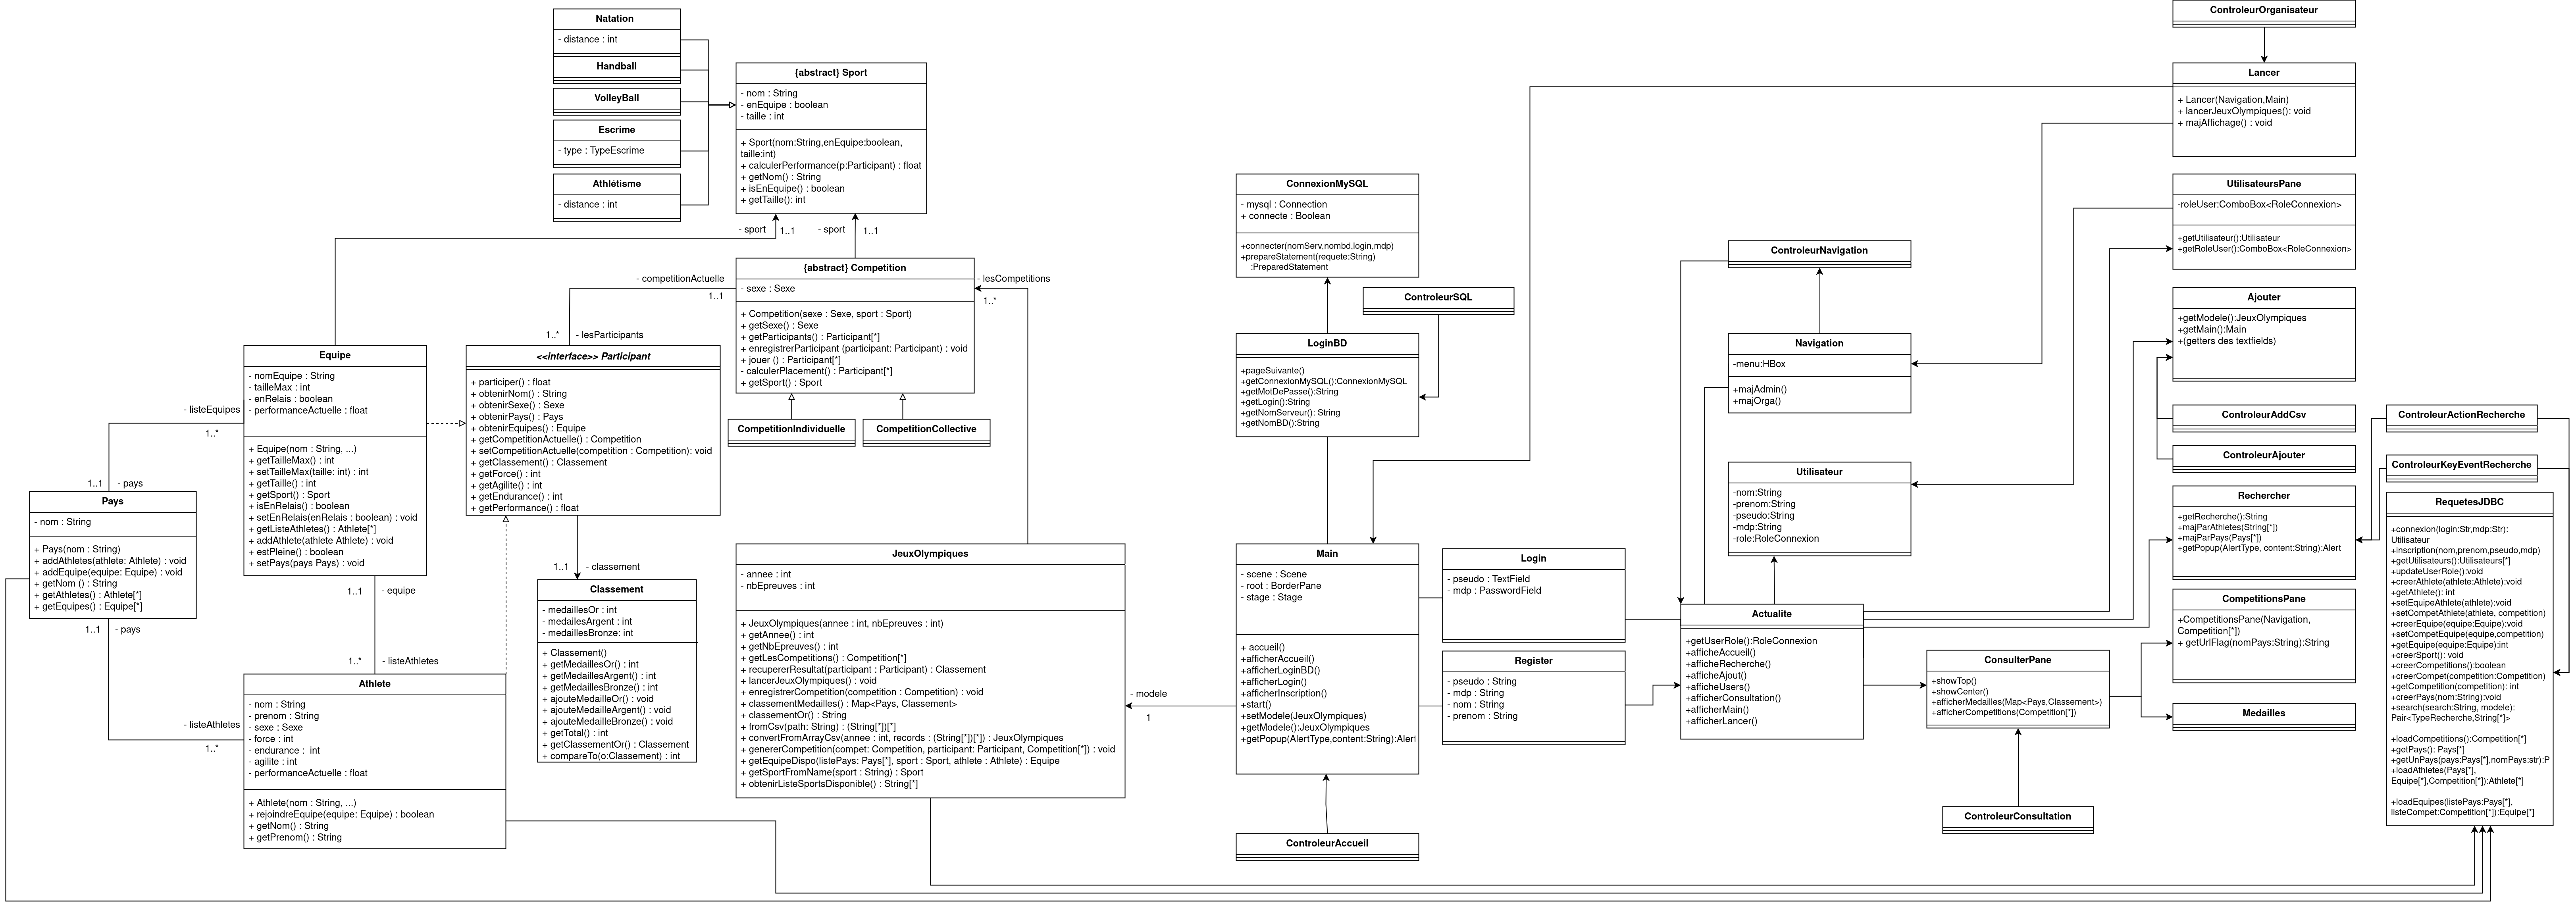 Natation
- distance : int
Handball
VolleyBall
Escrime
- type : TypeEscrime
Athlétisme
- distance : int
{abstract} Sport
- nom : String
- enEquipe : boolean
- taille : int
+ Sport(nom:String,enEquipe:boolean,
taille:int)
+ calculerPerformance(p:Participant) : float
+ getNom() : String
+ isEnEquipe() : boolean
+ getTaille(): int
- sport
1..1
- sport
1..1
{abstract} Competition
- sexe : Sexe
+ Competition(sexe : Sexe, sport : Sport)
+ getSexe() : Sexe
+ getParticipants() : Participant[*]
+ enregistrerParticipant (participant: Participant) : void
+ jouer () : Participant[*]
- calculerPlacement() : Participant[*]
+ getSport() : Sport
- competitionActuelle
1..1
- lesCompetitions
1..*
1..*
- lesParticipants
CompetitionIndividuelle
CompetitionCollective
Equipe
- nomEquipe : String
- tailleMax : int
- enRelais : boolean
- performanceActuelle : float
+ Equipe(nom : String, ...)
+ getTailleMax() : int
+ setTailleMax(taille: int) : int
+ getTaille() : int
+ getSport() : Sport
+ isEnRelais() : boolean
+ setEnRelais(enRelais : boolean) : void
+ getListeAthletes() : Athlete[*]
+ addAthlete(athlete Athlete) : void
+ estPleine() : boolean
+ setPays(pays Pays) : void
<<interface>> Participant
+ participer() : float
+ obtenirNom() : String
+ obtenirSexe() : Sexe
+ obtenirPays() : Pays
+ obtenirEquipes() : Equipe
+ getCompetitionActuelle() : Competition
+ setCompetitionActuelle(competition : Competition): void
+ getClassement() : Classement
+ getForce() : int
+ getAgilite() : int
+ getEndurance() : int
+ getPerformance() : float
- listeEquipes
1..*
1..1
- pays
Pays
- nom : String
+ Pays(nom : String)
+ addAthletes(athlete: Athlete) : void
+ addEquipe(equipe: Equipe) : void
+ getNom () : String
+ getAthletes() : Athlete[*]
+ getEquipes() : Equipe[*]
1..1
- pays
1..1
- equipe
1..*
- listeAthletes
- listeAthletes
1..*
Athlete
- nom : String
- prenom : String
- sexe : Sexe
- force : int
- endurance : int
- agilite : int
- performanceActuelle : float
+ Athlete(nom : String, ...)
+ rejoindreEquipe(equipe: Equipe) : boolean
+ getNom() : String
+ getPrenom() : String
1..1
- classement
Classement
- medaillesOr : int
- medailesArgent : int
- medaillesBronze: int
+ Classement()
+ getMedaillesOr() : int
+ getMedaillesArgent() : int
+ getMedaillesBronze() : int
+ ajouteMedailleOr() : void
+ ajouteMedailleArgent() : void
+ ajouteMedailleBronze() : void
+ getTotal() : int
+ getClassementOr() : Classement
+ compareTo(o:Classement) : int
JeuxOlympiques
- annee : int
- nbEpreuves : int
+ JeuxOlympiques(annee : int, nbEpreuves : int)
+ getAnnee() : int
+ getNbEpreuves() : int
+ getLesCompetitions() : Competition[*]
+ recupererResultat(participant : Participant) : Classement
+ lancerJeuxOlympiques() : void
+ enregistrerCompetition(competition : Competition) : void
+ classementMedailles() : Map<Pays, Classement>
+ classementOr() : String
+ fromCsv(path: String) : (String[*])[*]
+ convertFromArrayCsv(annee : int, records : (String[*])[*]) : JeuxOlympiques
+ genererCompetition(compet: Competition, participant: Participant, Competition[*]) : void
+ getEquipeDispo(listePays: Pays[*], sport : Sport, athlete : Athlete) : Equipe
+ getSportFromName(sport : String) : Sport
+ obtenirListeSportsDisponible() : String[*]
- modele
1
ConnexionMySQL
- mysql : Connection
+ connecte : Boolean
+connecter(nomServ,nombd,login,mdp)
+prepareStatement(requete:String)
:PreparedStatement
ControleurSQL
LoginBD
+pageSuivante()
+getConnexionMySQL():ConnexionMySQL
+getMotDePasse():String
+getLogin():String
+getNomServeur(): String
+getNomBD():String
Main
- scene : Scene
- root : BorderPane
- stage : Stage
+ accueil()
+afficherAccueil()
+afficherLoginBD()
+afficherLogin()
+afficherInscription()
+start()
+setModele(JeuxOlympiques)
+getModele():JeuxOlympiques
+getPopup(AlertType,content:String):Alert
ControleurAccueil
Login
- pseudo : TextField
- mdp : PasswordField
Register
- pseudo : String
- mdp : String
- nom : String
- prenom : String
ControleurNavigation
Navigation
-menu:HBox
+majAdmin()
+majOrga()
Utilisateur
-nom:String
-prenom:String
-pseudo:String
-mdp:String
-role:RoleConnexion
Actualite
+getUserRole():RoleConnexion
+afficheAccueil()
+afficheRecherche()
+afficheAjout()
+afficheUsers()
+afficherConsultation()
+afficherMain()
+afficherLancer()
ConsulterPane
+showTop()
+showCenter()
+afficherMedailles(Map<Pays,Classement>)
+afficherCompetitions(Competition[*])
ControleurConsultation
ControleurOrganisateur
Lancer
+ Lancer(Navigation,Main)
+ lancerJeuxOlympiques(): void
+ majAffichage() : void
UtilisateursPane
-roleUser:ComboBox<RoleConnexion>
+getUtilisateur():Utilisateur
+getRoleUser():ComboBox<RoleConnexion>
Ajouter
+getModele():JeuxOlympiques
+getMain():Main
+(getters des textfields)
ControleurAddCsv
ControleurAjouter
Rechercher
+getRecherche():String
+majParAthletes(String[*])
+majParPays(Pays[*])
+getPopup(AlertType, content:String):Alert
CompetitionsPane
+CompetitionsPane(Navigation,
Competition[*])
+ getUrlFlag(nomPays:String):String
Medailles
ControleurActionRecherche
ControleurKeyEventRecherche
RequetesJDBC
+connexion(login:Str,mdp:Str):
Utilisateur
+inscription(nom,prenom,pseudo,mdp)
+getUtilisateurs():Utilisateurs[*]
+updateUserRole():void
+creerAthlete(athlete:Athlete):void
+getAthlete(): int
+setEquipeAthlete(athlete):void
+setCompetAthlete(athlete, competition)
+creerEquipe(equipe:Equipe):void
+setCompetEquipe(equipe,competition)
+getEquipe(equipe:Equipe):int
+creerSport(): void
+creerCompetitions():boolean
+creerCompet(competition:Competition)
+getCompetition(competition): int
+creerPays(nom:String):void
+search(search:String, modele):
Pair<TypeRecherche,String[*]>
+loadCompetitions():Competition[*]
+getPays(): Pays[*]
+getUnPays(pays:Pays[*],nomPays:str):P
+loadAthletes(Pays[*],
Equipe[*],Competition[*]):Athlete[*]
+loadEquipes(listePays:Pays[*],
listeCompet:Competition[*]):Equipe[*]